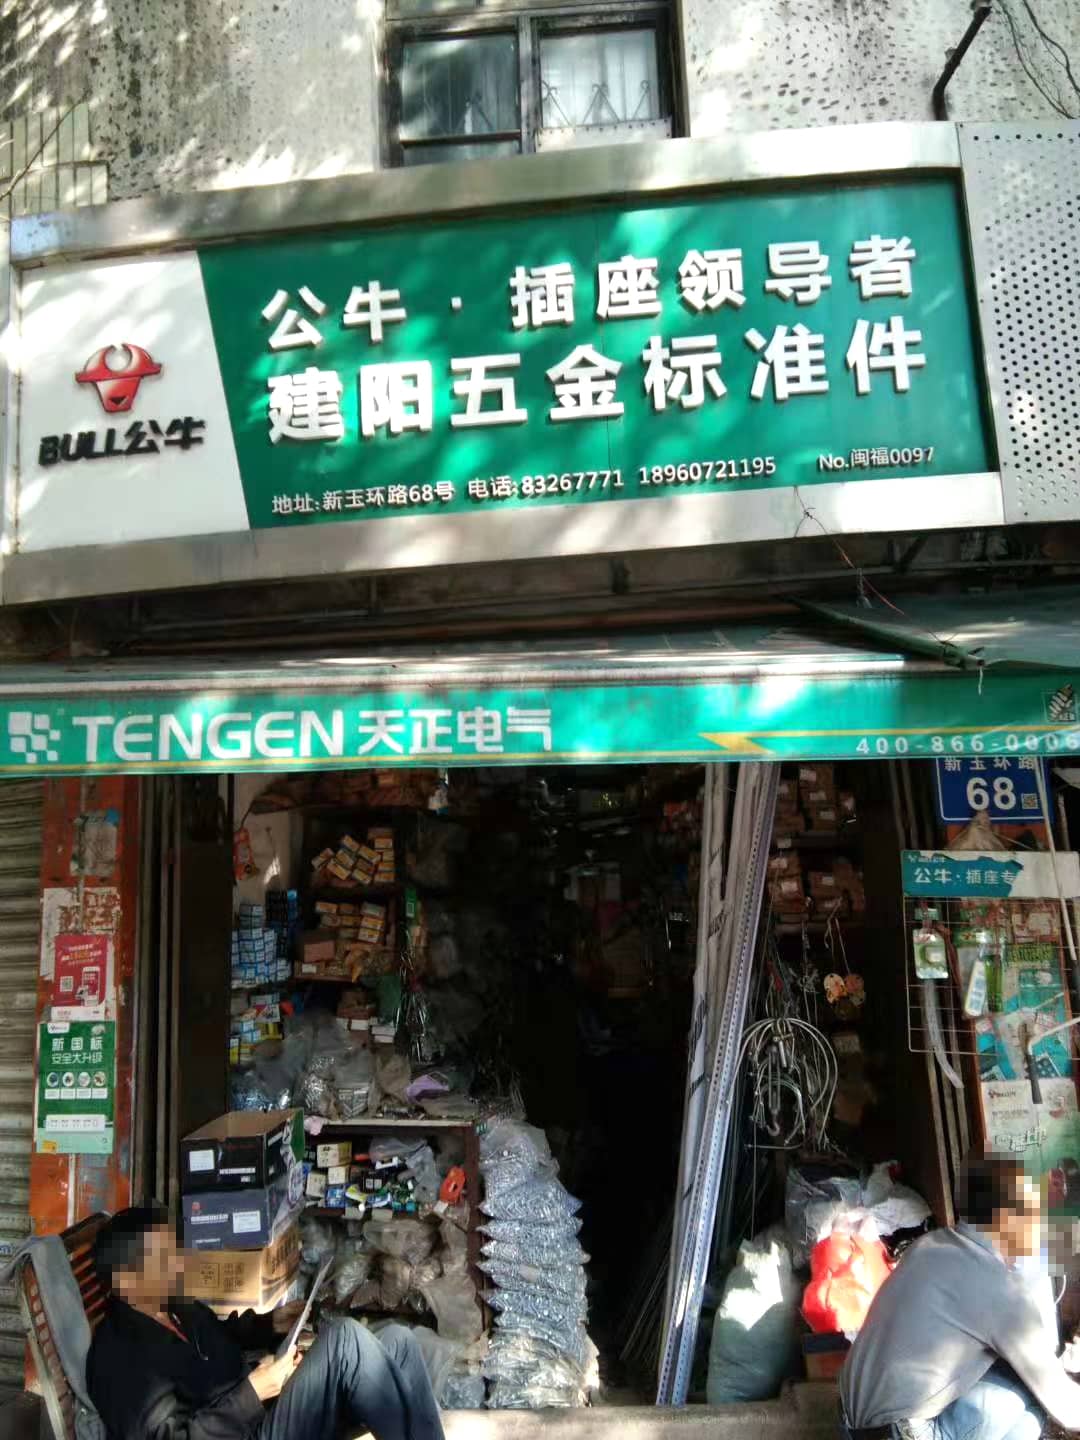 公牛·插座领导者
建阳五金标准件
BULL公牛
地址:新玉环路68号 电话:83267771 18960721195 No.闽福0097
TENGEN 天正电气
400-866-0006
新玉环路
68
公牛·插座专
新国标
安全大升级